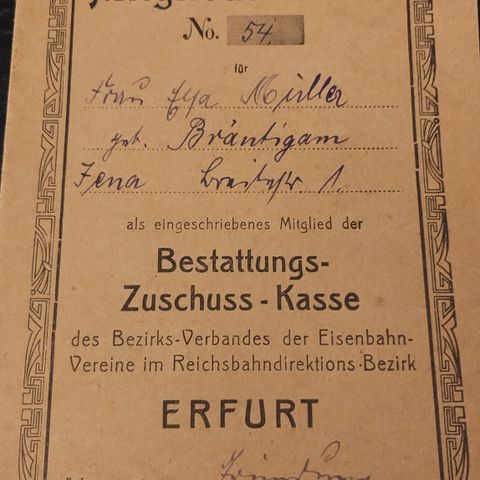 No. 54.
für
Frau Eya Müller
geb. Bräutigam
Jena Breitestr. 1.
als eingeschriebenes Mitglied der
Bestattungs-
Zuschuss-Kasse
des Bezirks-Verbandes der Eisenbahn-
Vereine im Reichsbahndirektions-Bezirk
ERFURT